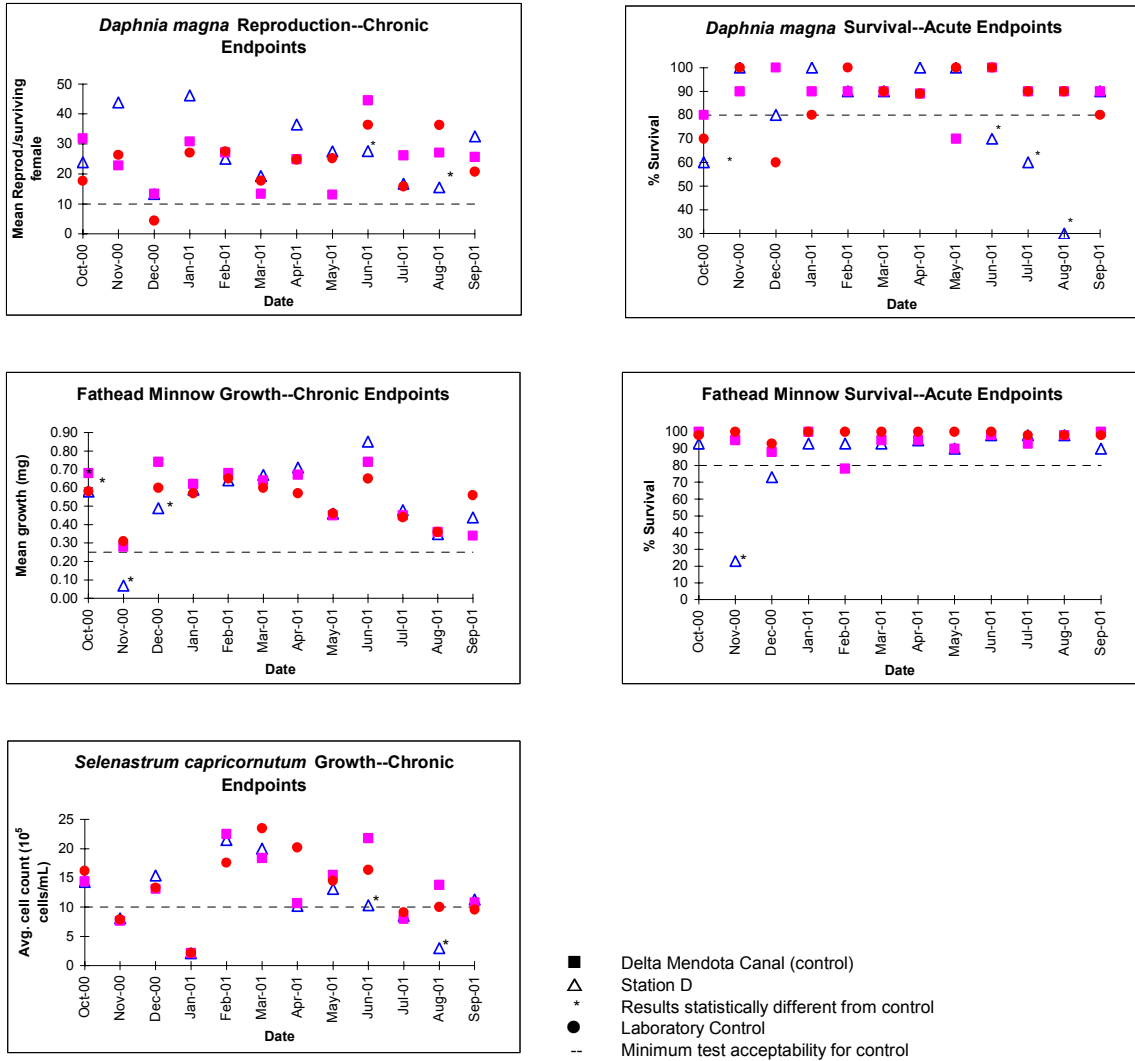 Daphnia magna Reproduction--Chronic
Endpoints
Mean Reprod./surviving
female
50
40
30
20
10
0
*
*
Oct-00
Nov-00
Dec-00
Jan-01
Feb-01
Mar-01
Apr-01
May-01
Jun-01
Jul-01
Aug-01
Sep-01
Date
Daphnia magna Survival--Acute Endpoints
% Survival
100
90
80
70
60
50
40
30
*
*
*
*
Oct-00
Nov-00
Dec-00
Jan-01
Feb-01
Mar-01
Apr-01
May-01
Jun-01
Jul-01
Aug-01
Sep-01
Date
Fathead Minnow Growth--Chronic Endpoints
Mean growth (mg)
0.90
0.80
0.70
0.60
0.50
0.40
0.30
0.20
0.10
0.00
*
*
*
*
Oct-00
Nov-00
Dec-00
Jan-01
Feb-01
Mar-01
Apr-01
May-01
Jun-01
Jul-01
Aug-01
Sep-01
Date
Fathead Minnow Survival--Acute Endpoints
% Survival
100
90
80
70
60
50
40
30
20
10
0
*
Oct-00
Nov-00
Dec-00
Jan-01
Feb-01
Mar-01
Apr-01
May-01
Jun-01
Jul-01
Aug-01
Sep-01
Date
Selenastrum capricornutum Growth--Chronic
Endpoints
Avg. cell count (10⁵
cells/mL)
25
20
15
10
5
0
*
*
Oct-00
Nov-00
Dec-00
Jan-01
Feb-01
Mar-01
Apr-01
May-01
Jun-01
Jul-01
Aug-01
Sep-01
Date
Delta Mendota Canal (control)
Station D
* Results statistically different from control
Laboratory Control
-- Minimum test acceptability for control